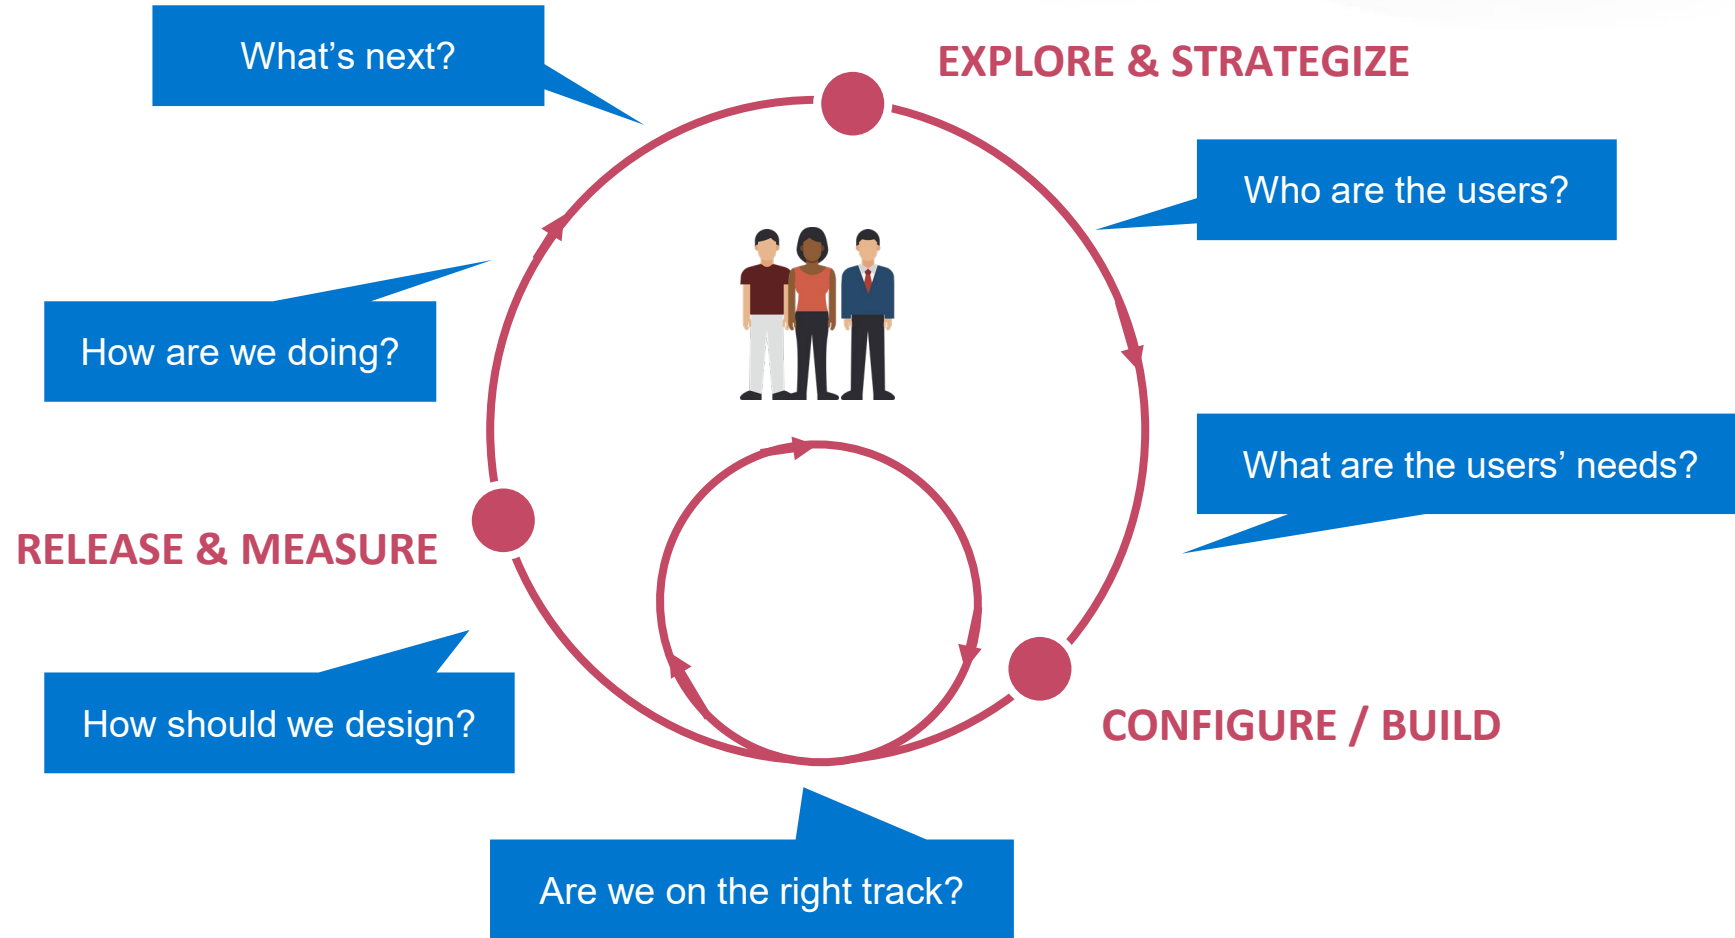 What’s next?
EXPLORE & STRATEGIZE
Who are the users?
How are we doing?
What are the users’ needs?
RELEASE & MEASURE
How should we design?
CONFIGURE / BUILD
Are we on the right track?